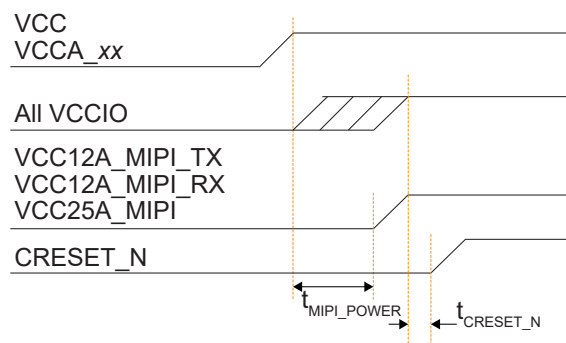 VCC
VCCA_xx
All VCCIO
VCC12A_MIPI_TX
VCC12A_MIPI_RX
VCC25A_MIPI
CRESET_N
tMIPI_POWER
tCRESET_N